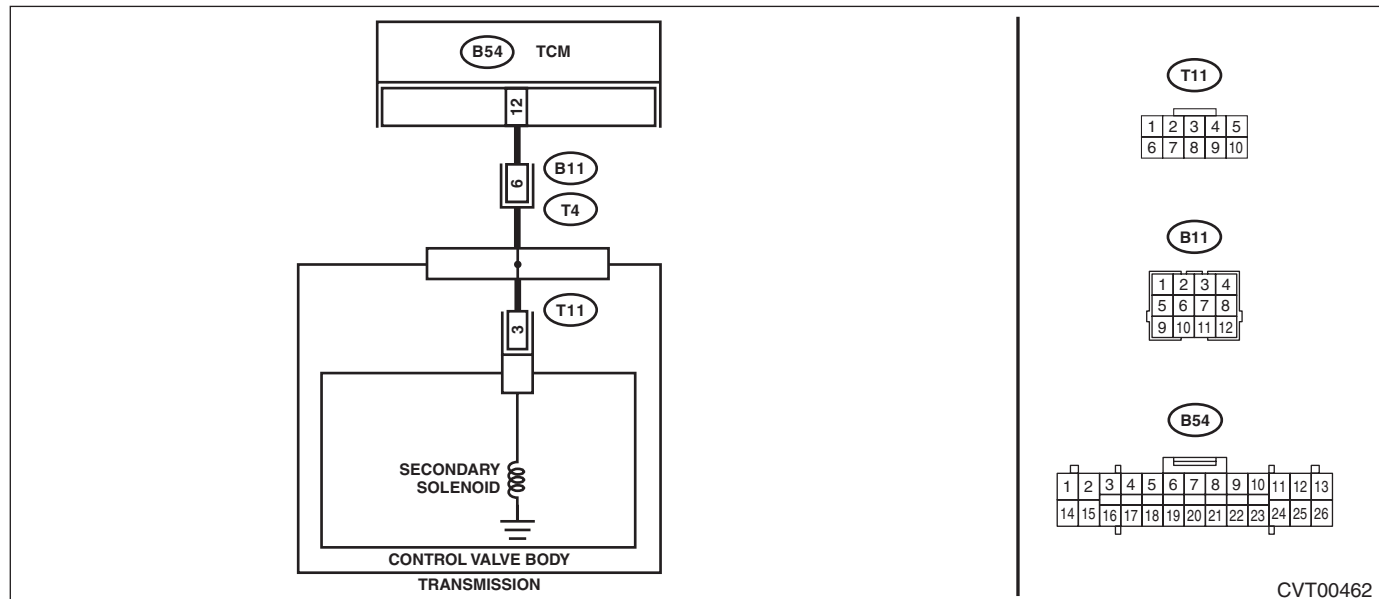 B54 TCM
12
B11
6
T4
T11
3
SECONDARY
SOLENOID
CONTROL VALVE BODY
TRANSMISSION
T11
1 2 3 4 5
6 7 8 9 10
B11
1 2 3 4
5 6 7 8
9 10 11 12
B54
1 2 3 4 5 6 7 8 9 10 11 12 13
14 15 16 17 18 19 20 21 22 23 24 25 26
CVT00462